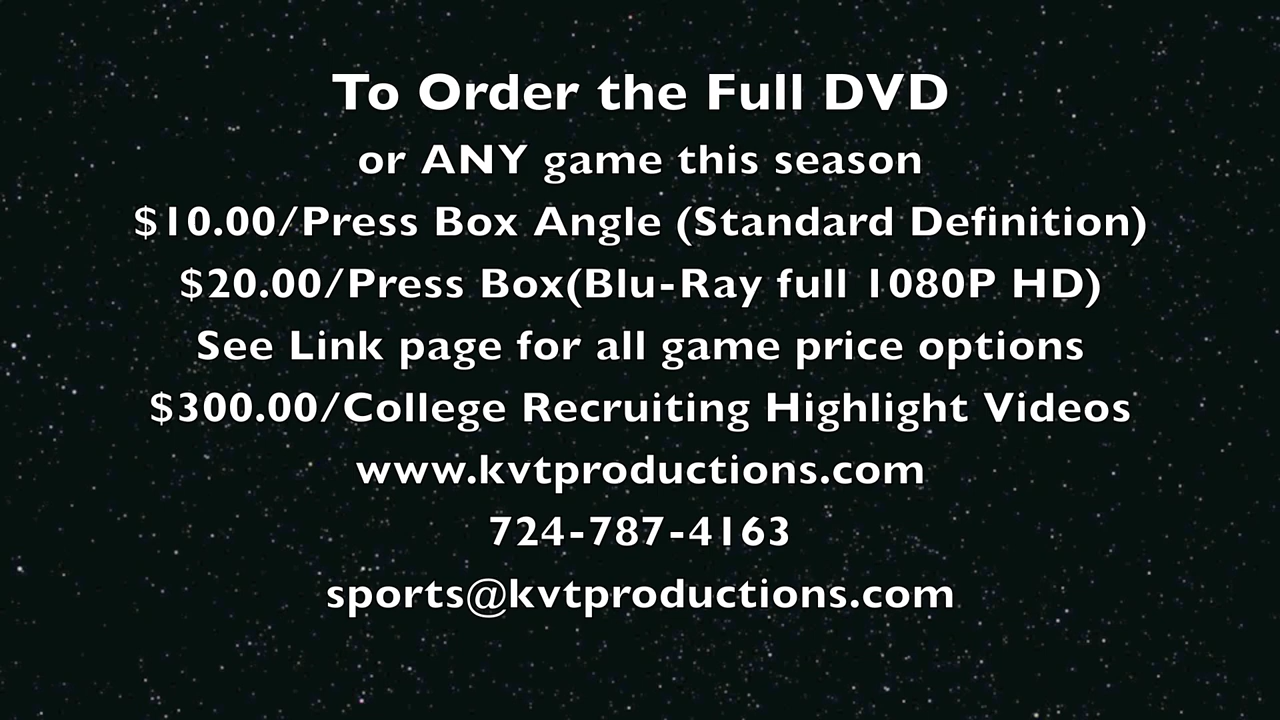 To Order the Full DVD
or ANY game this season
$10.00/Press Box Angle (Standard Definition)
$20.00/Press Box(Blu-Ray full 1080P HD)
See Link page for all game price options
$300.00/College Recruiting Highlight Videos
www.kvtproductions.com
724-787-4163
sports@kvtproductions.com